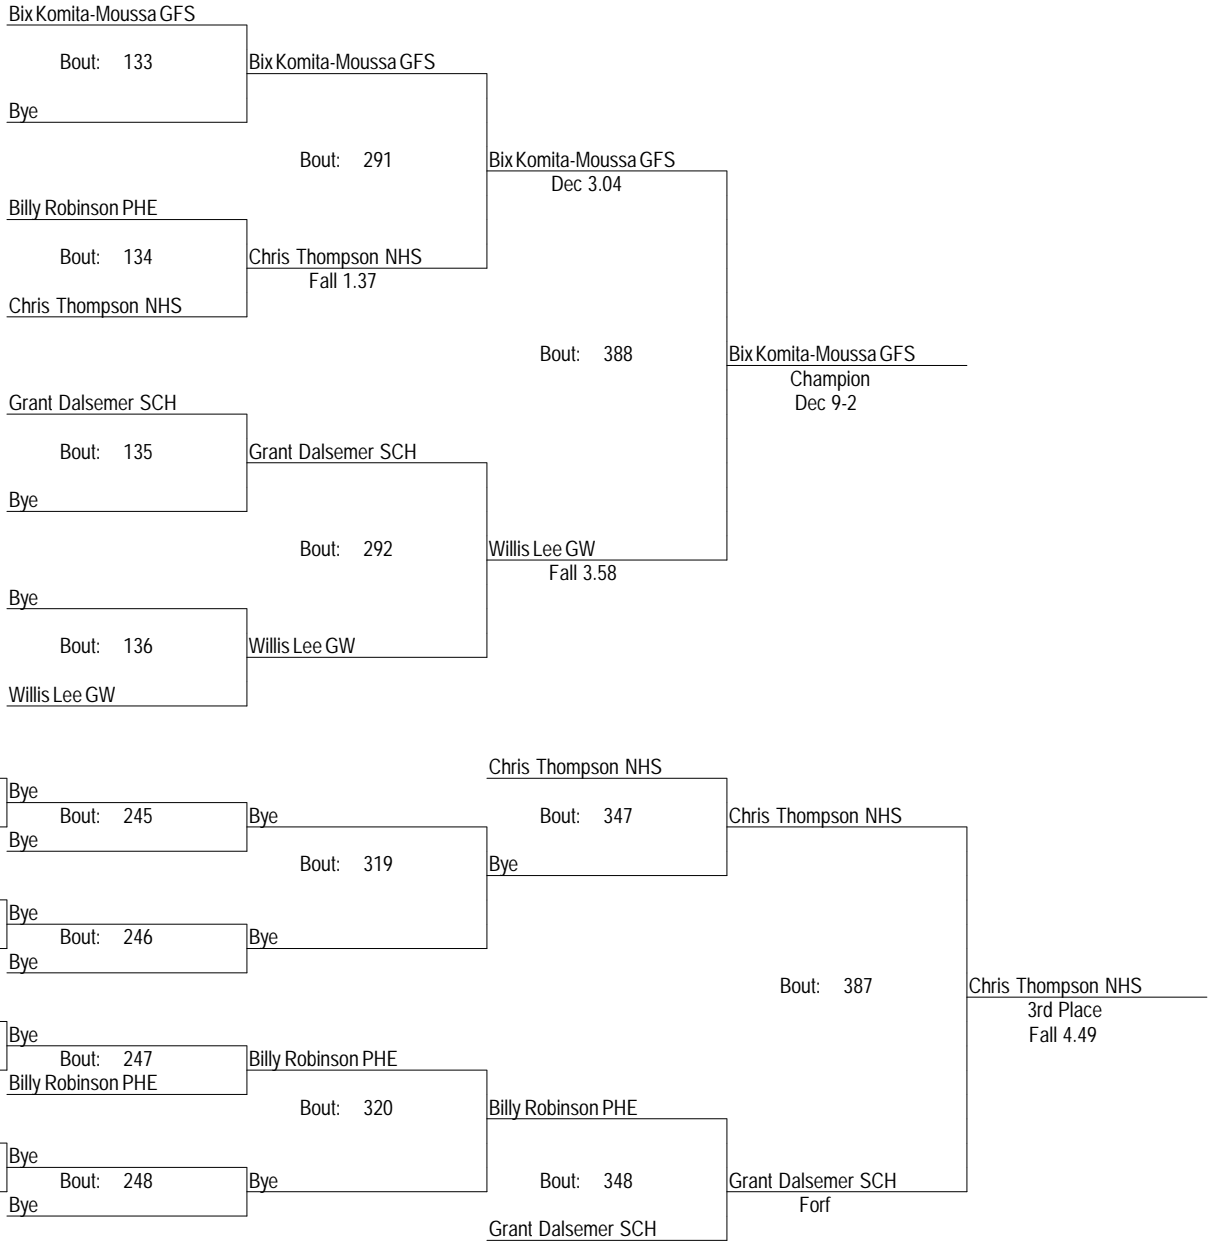 Bix Komita-Moussa GFS
Bout: 133
Bix Komita-Moussa GFS
Bye
Bout: 291
Bix Komita-Moussa GFS
Dec 3.04
Billy Robinson PHE
Bout: 134
Chris Thompson NHS
Fall 1.37
Chris Thompson NHS
Bout: 388
Bix Komita-Moussa GFS
Champion
Dec 9-2
Grant Dalsemer SCH
Bout: 135
Grant Dalsemer SCH
Bye
Bout: 292
Willis Lee GW
Fall 3.58
Bye
Bout: 136
Willis Lee GW
Willis Lee GW
Chris Thompson NHS
Bye
Bout: 245
Bye
Bout: 347
Chris Thompson NHS
Bye
Bout: 319
Bye
Bye
Bout: 246
Bye
Bye
Bout: 387
Chris Thompson NHS
3rd Place
Fall 4.49
Bye
Bout: 247
Billy Robinson PHE
Billy Robinson PHE
Bout: 320
Billy Robinson PHE
Bye
Bout: 248
Bye
Bout: 348
Grant Dalsemer SCH
Forf
Bye
Grant Dalsemer SCH